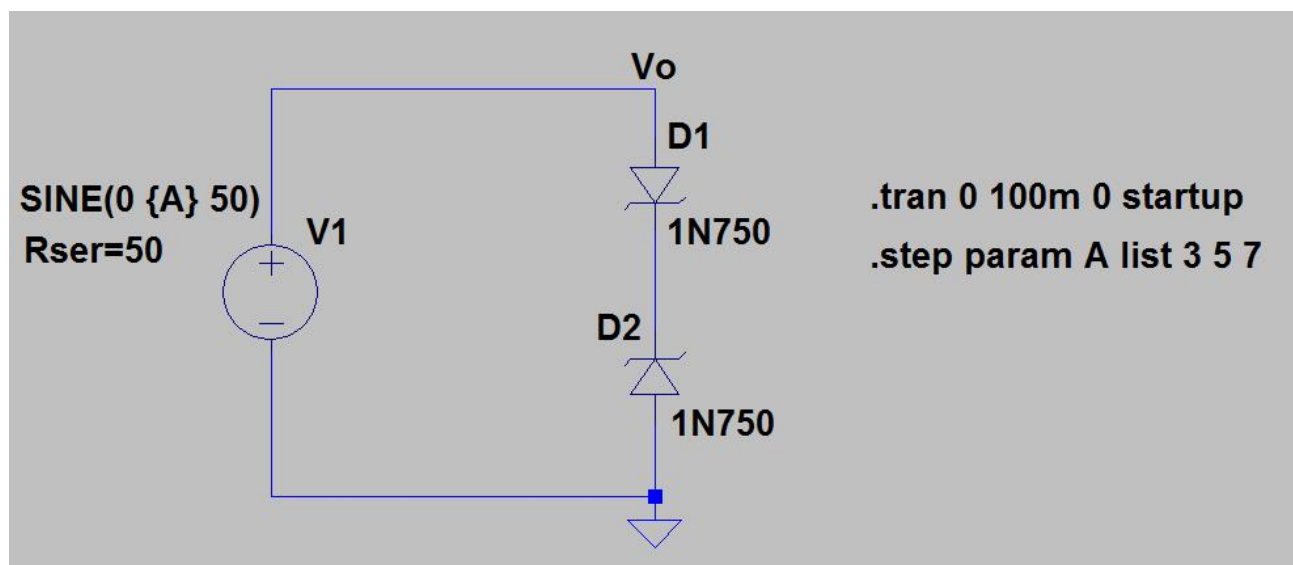 Vo
D1
1N750
SINE(0 {A} 50)
Rser=50
V1
D2
1N750
.tran 0 100m 0 startup
.step param A list 3 5 7